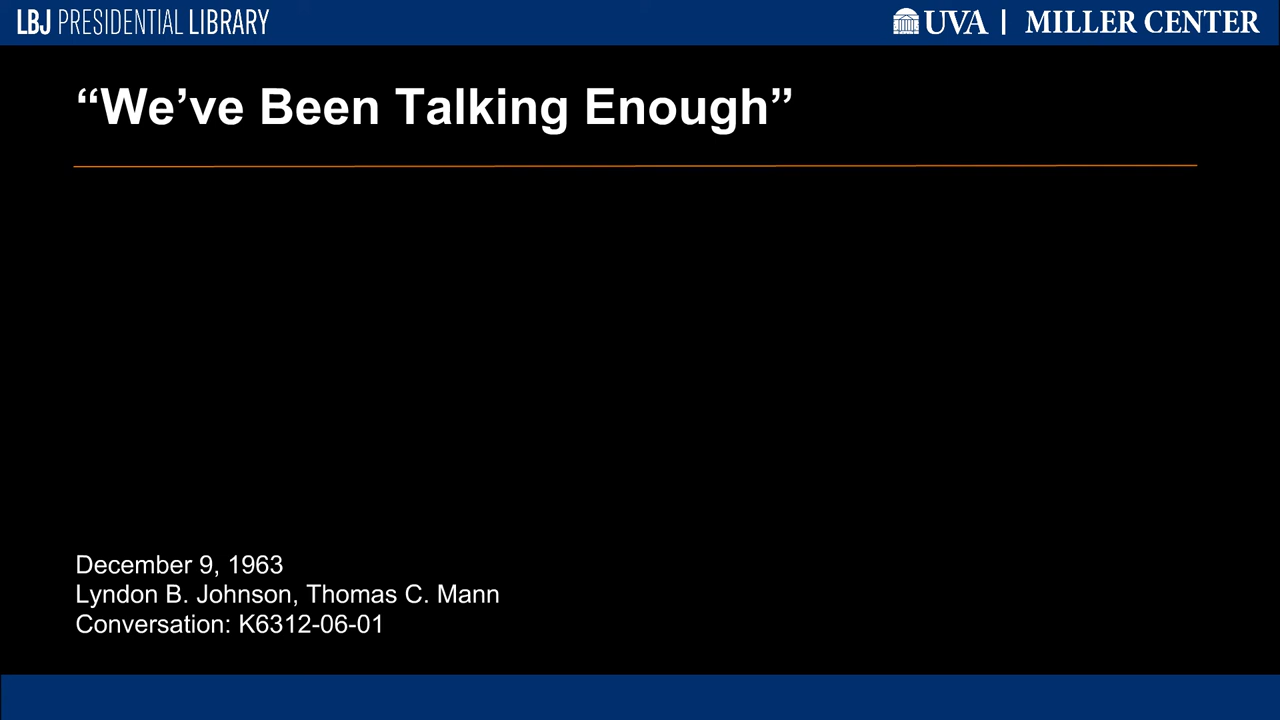 LBJ PRESIDENTIAL LIBRARY
UVA | MILLER CENTER
“We’ve Been Talking Enough”
December 9, 1963
Lyndon B. Johnson, Thomas C. Mann
Conversation: K6312-06-01